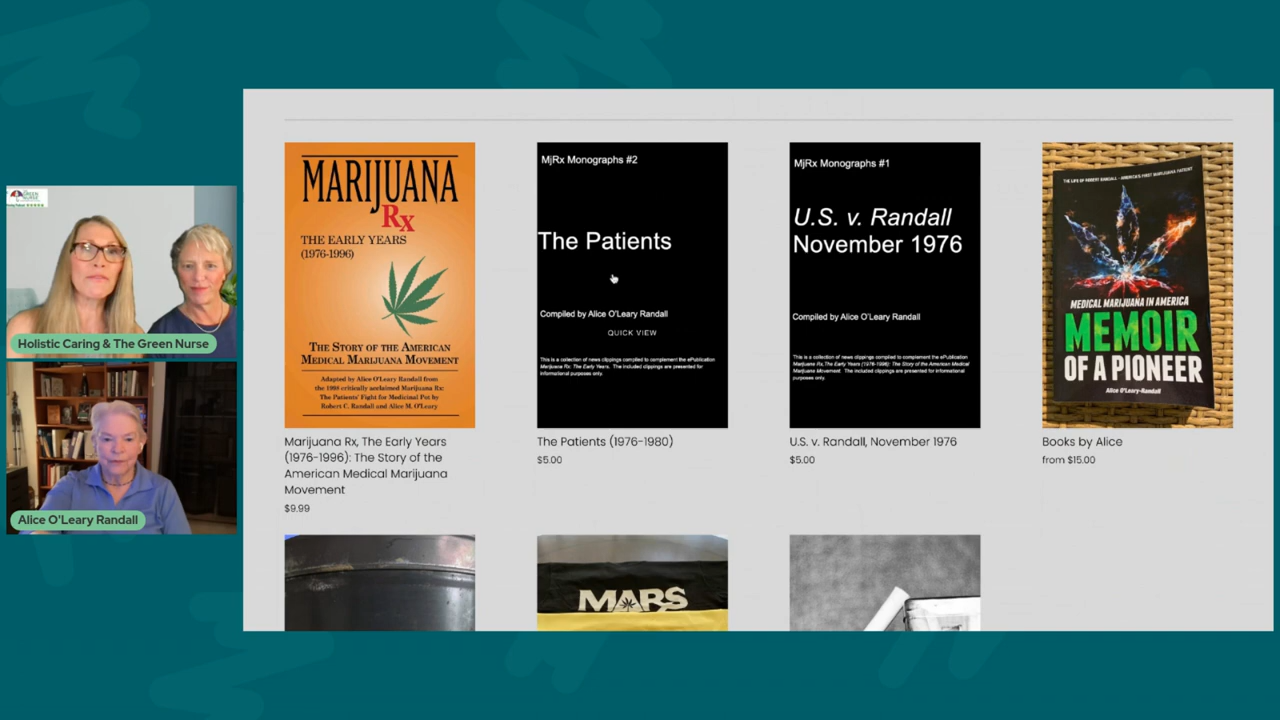 GREEN NURSE
Holistic Caring & The Green Nurse
Alice O'Leary Randall
MARIJUANA
Rx
THE EARLY YEARS
(1976-1996)
THE STORY OF THE AMERICAN
MEDICAL MARIJUANA MOVEMENT
Adapted by Alice O'Leary Randall from
the 1998 critically acclaimed Marijuana Rx:
The Patients' Fight for Medicinal Pot by
Robert C. Randall and Alice M. O'Leary
Marijuana Rx, The Early Years
(1976-1996): The Story of the
American Medical Marijuana
Movement
$9.99
MjRx Monographs #2
The Patients
Compiled by Alice O'Leary Randall
QUICK VIEW
This is a collection of news clippings compiled to complement the ePublication
Marijuana Rx: The Early Years. The included clippings are presented for
informational purposes only.
The Patients (1976-1980)
$5.00
MjRx Monographs #1
U.S. v. Randall
November 1976
Compiled by Alice O'Leary Randall
This is a collection of news clippings compiled to complement the ePublication
Marijuana Rx, The Early Years (1976-1996): The Story of the American Medical
Marijuana Movement. The included clippings are presented for
informational purposes only.
U.S. v. Randall, November 1976
$5.00
THE LIFE OF ROBERT RANDALL - AMERICA'S FIRST MARIJUANA PATIENT
MEDICAL MARIJUANA IN AMERICA
MEMOIR
OF A PIONEER
Alice O'Leary-Randall
Books by Alice
from $15.00
MARS